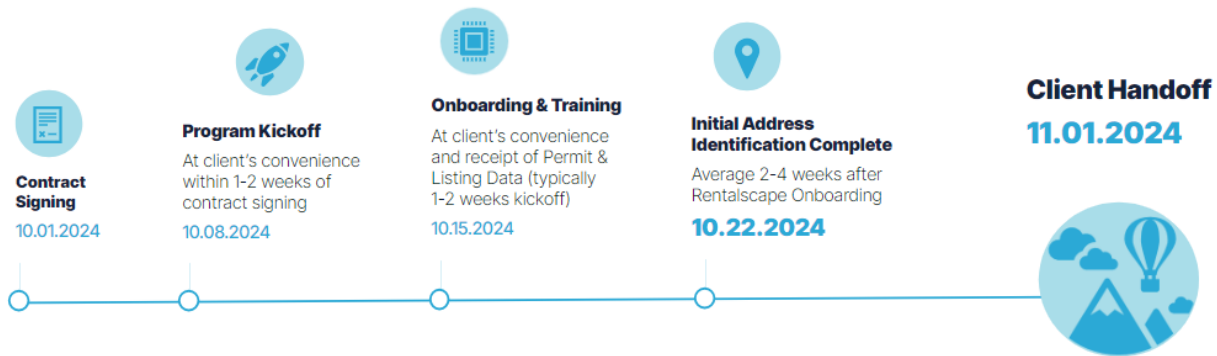 Contract
Signing
10.01.2024
Program Kickoff
At client's convenience
within 1-2 weeks of
contract signing
10.08.2024
Onboarding & Training
At client's convenience
and receipt of Permit &
Listing Data (typically
1-2 weeks kickoff)
10.15.2024
Initial Address
Identification Complete
Average 2-4 weeks after
Rentalscape Onboarding
10.22.2024
Client Handoff
11.01.2024